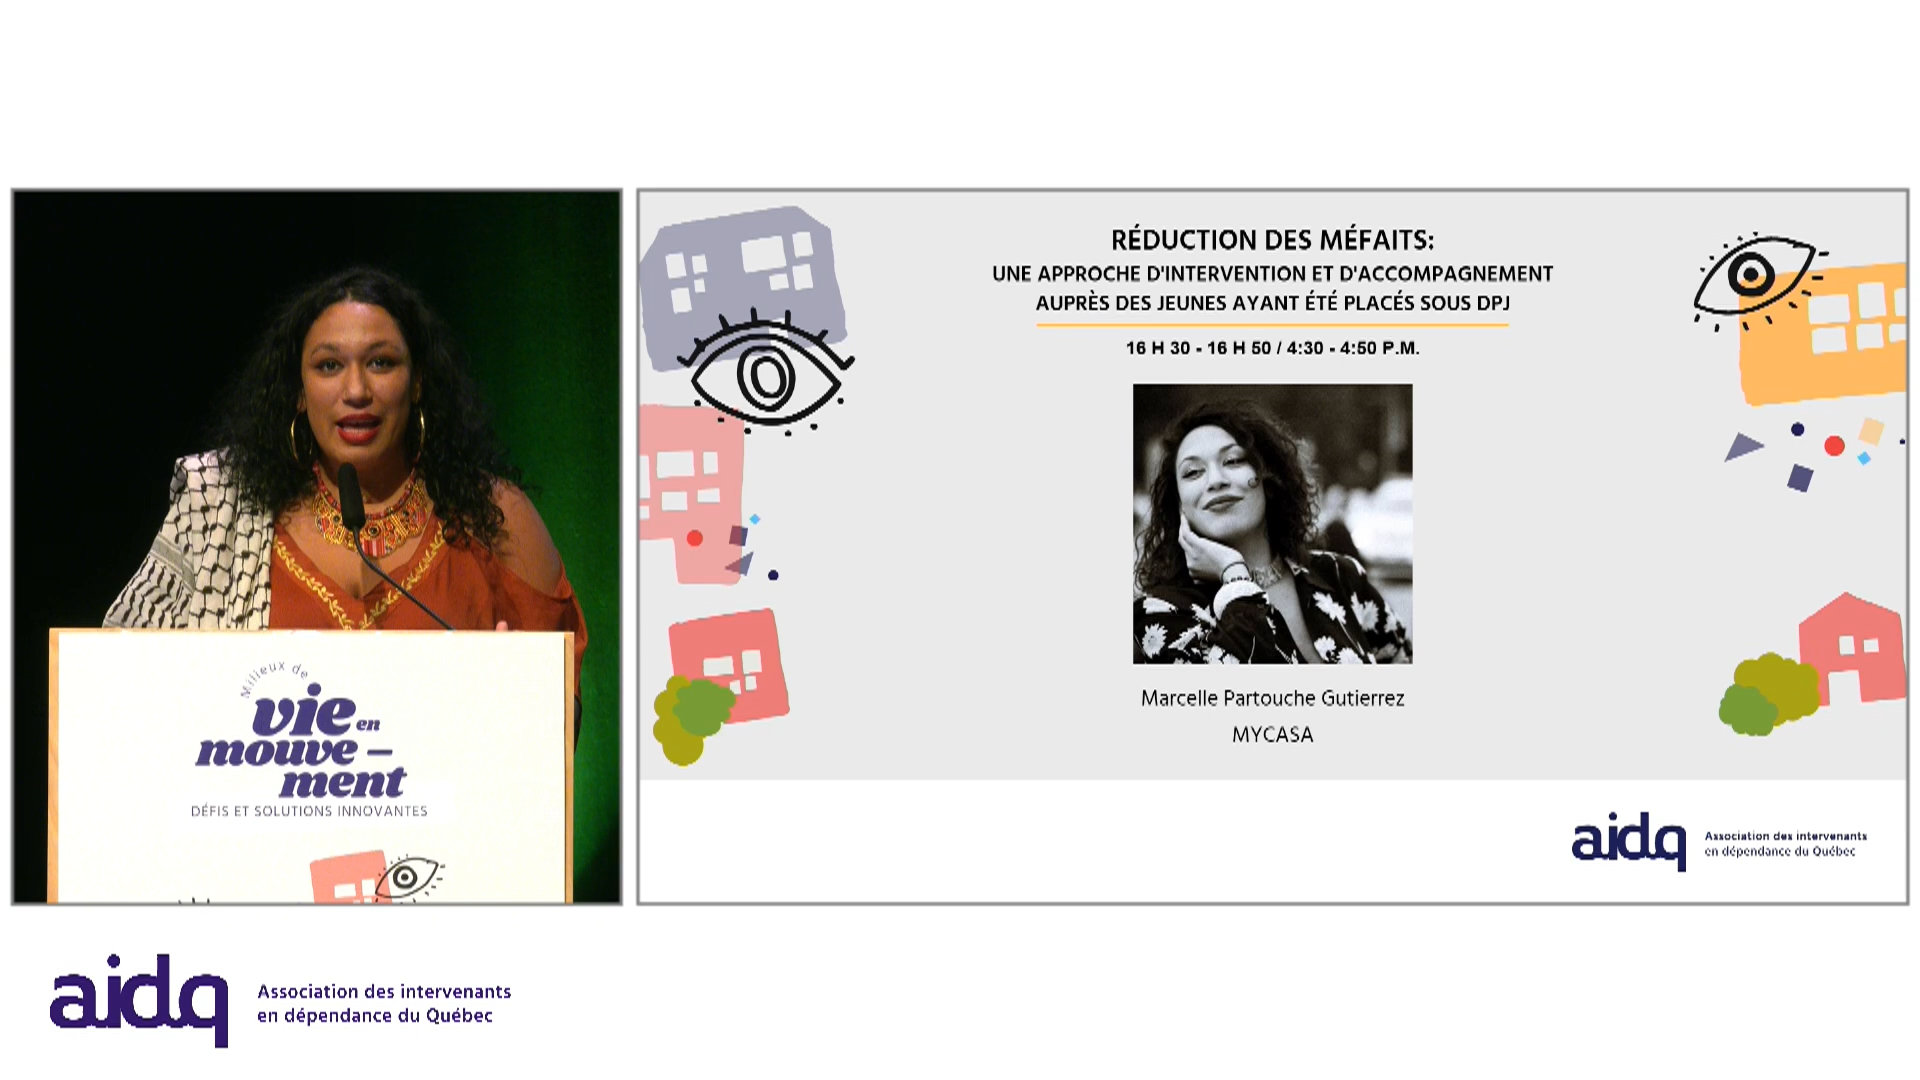 Milieux de
vie en
mouve –
ment
DÉFIS ET SOLUTIONS INNOVANTES
RÉDUCTION DES MÉFAITS:
UNE APPROCHE D'INTERVENTION ET D'ACCOMPAGNEMENT
AUPRÈS DES JEUNES AYANT ÉTÉ PLACÉS SOUS DPJ
16 H 30 - 16 H 50 / 4:30 - 4:50 P.M.
Marcelle Partouche Gutierrez
MYCASA
aidq
Association des intervenants
en dépendance du Québec
aidq
Association des intervenants
en dépendance du Québec